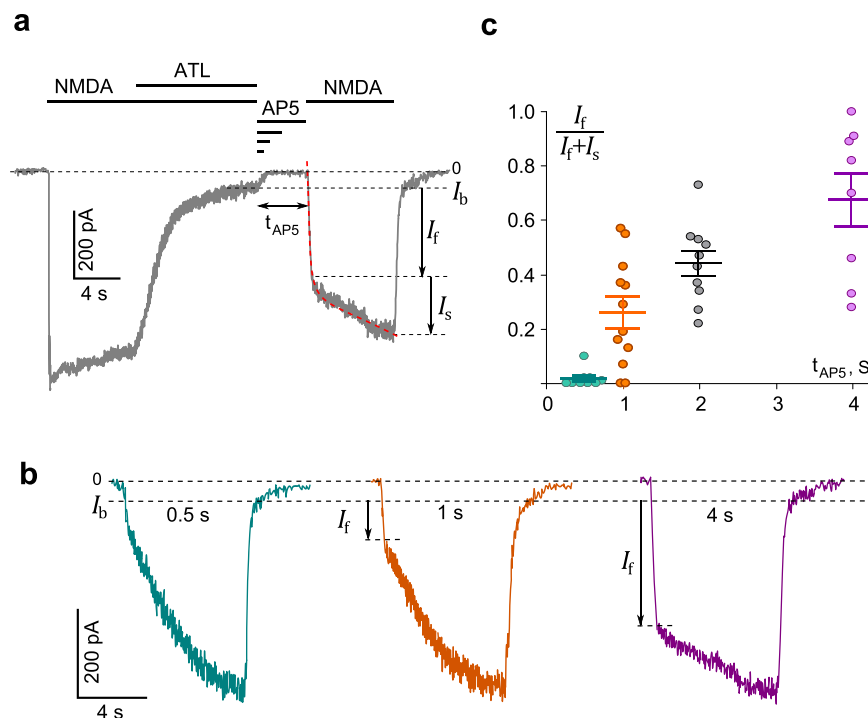 a
ATL
NMDA
AP5
NMDA
0
I_b
t_AP5
I_f
I_s
200 pA
4 s
c
I_f
I_f+I_s
1.0
0.8
0.6
0.4
0.2
t_AP5, s
0 1 2 3 4
b
0
I_b
0.5 s
1 s
4 s
I_f
I_f
200 pA
4 s